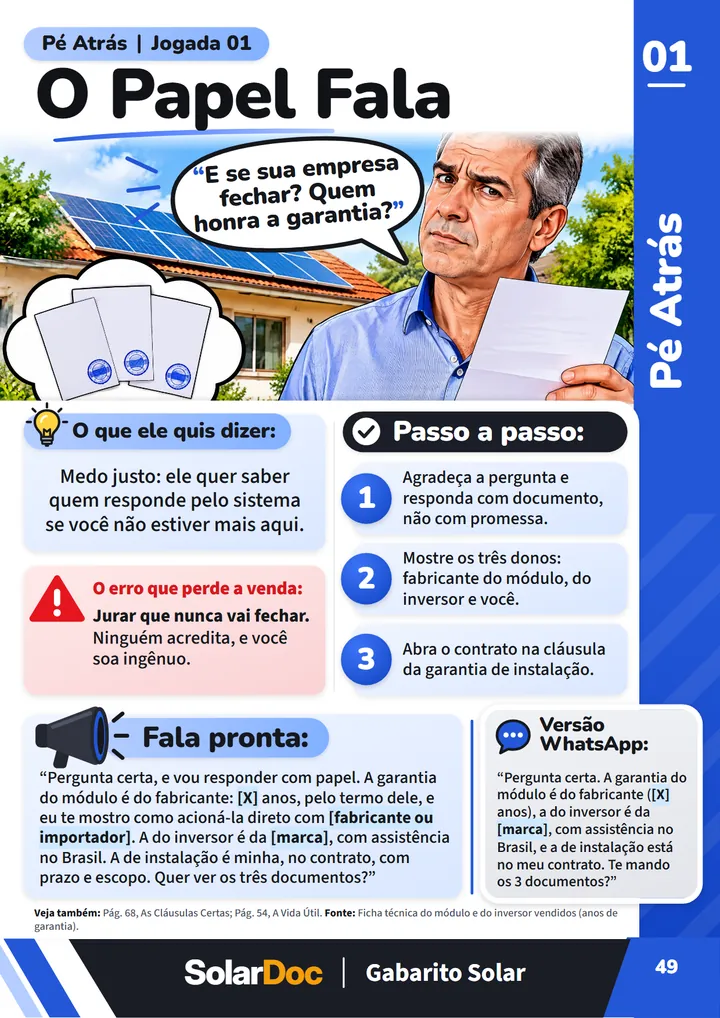 Pé Atrás | Jogada 01
O Papel Fala
01
Pé Atrás
“E se sua empresa
fechar? Quem
honra a garantia?”
O que ele quis dizer:
Medo justo: ele quer saber
quem responde pelo sistema
se você não estiver mais aqui.
O erro que perde a venda:
Jurar que nunca vai fechar.
Ninguém acredita, e você
soa ingênuo.
Passo a passo:
1
Agradeça a pergunta e
responda com documento,
não com promessa.
2
Mostre os três donos:
fabricante do módulo, do
inversor e você.
3
Abra o contrato na cláusula
da garantia de instalação.
Fala pronta:
“Pergunta certa, e vou responder com papel. A garantia
do módulo é do fabricante: [X] anos, pelo termo dele, e
eu te mostro como acioná-la direto com [fabricante ou
importador]. A do inversor é da [marca], com assistência
no Brasil. A de instalação é minha, no contrato, com
prazo e escopo. Quer ver os três documentos?”
Versão
WhatsApp:
“Pergunta certa. A garantia do
módulo é do fabricante ([X]
anos), a do inversor é da
[marca], com assistência no
Brasil, e a de instalação está
no meu contrato. Te mando
os 3 documentos?”
Veja também: Pág. 68, As Cláusulas Certas; Pág. 54, A Vida Útil. Fonte: Ficha técnica do módulo e do inversor vendidos (anos de
garantia).
SolarDoc | Gabarito Solar
49